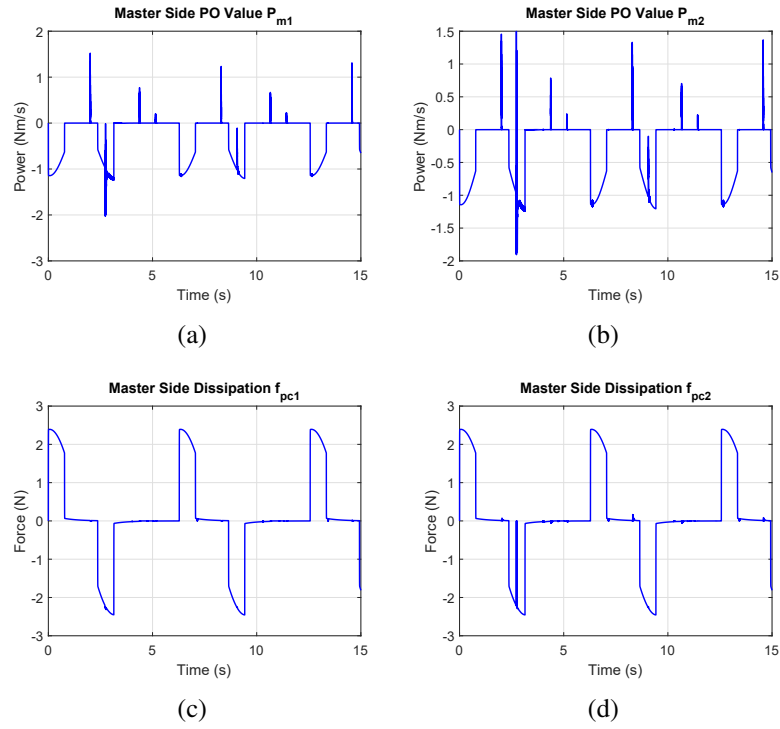 Master Side PO Value P_m1
2
1
0
-1
-2
-3
Power (Nm/s)
0 5 10 15
Time (s)
(a)
Master Side PO Value P_m2
1.5
1
0.5
0
-0.5
-1
-1.5
-2
Power (Nm/s)
0 5 10 15
Time (s)
(b)
Master Side Dissipation f_pc1
3
2
1
0
-1
-2
-3
Force (N)
0 5 10 15
Time (s)
(c)
Master Side Dissipation f_pc2
3
2
1
0
-1
-2
-3
Force (N)
0 5 10 15
Time (s)
(d)